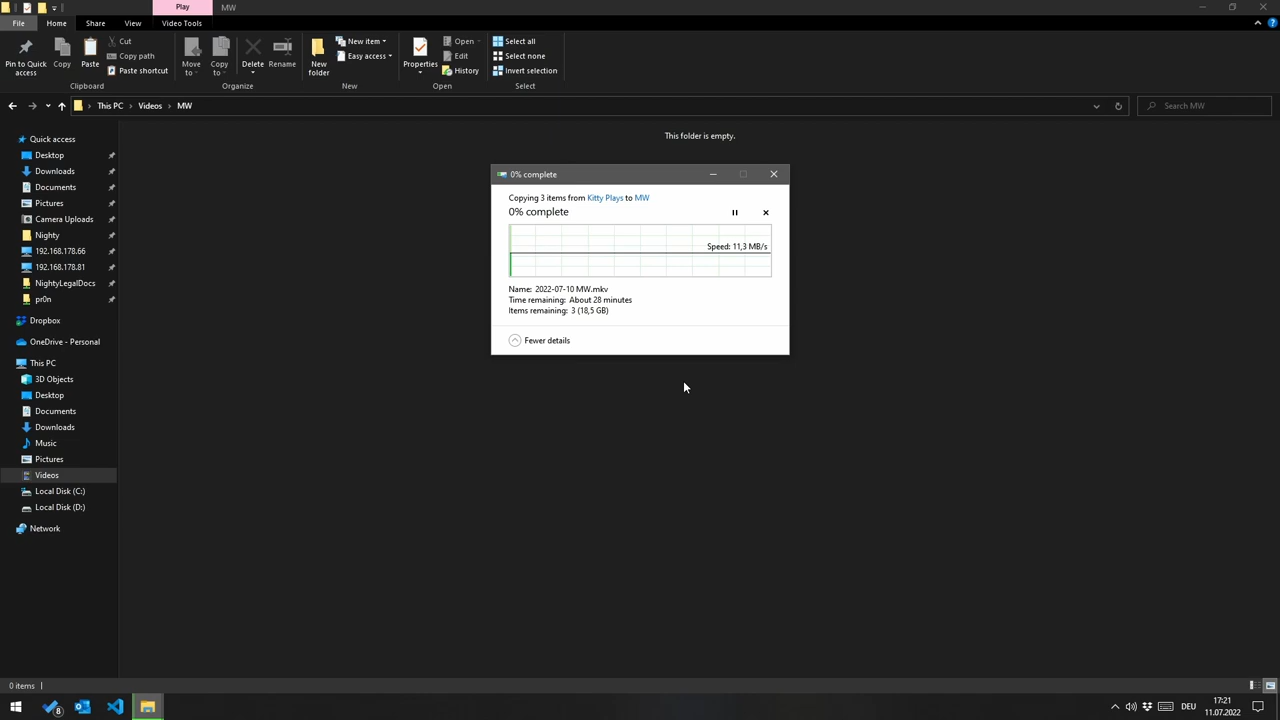 Play
MW
File
Home
Share
View
Video Tools
Pin to Quick
access
Copy
Paste
Cut
Copy path
Paste shortcut
Clipboard
Move
to
Copy
to
Delete
Rename
Organize
New
folder
New item
Easy access
New
Properties
Open
Edit
History
Open
Select all
Select none
Invert selection
Select
This PC > Videos > MW
Search MW
Quick access
Desktop
Downloads
Documents
Pictures
Camera Uploads
Nighty
192.168.178.66
192.168.178.81
NightyLegalDocs
pr0n
Dropbox
OneDrive - Personal
This PC
3D Objects
Desktop
Documents
Downloads
Music
Pictures
Videos
Local Disk (C:)
Local Disk (D:)
Network
This folder is empty.
0% complete
Copying 3 items from Kitty Plays to MW
0% complete
Speed: 11,3 MB/s
Name: 2022-07-10 MW.mkv
Time remaining: About 28 minutes
Items remaining: 3 (18,5 GB)
Fewer details
0 items
8
DEU
17:21
11.07.2022